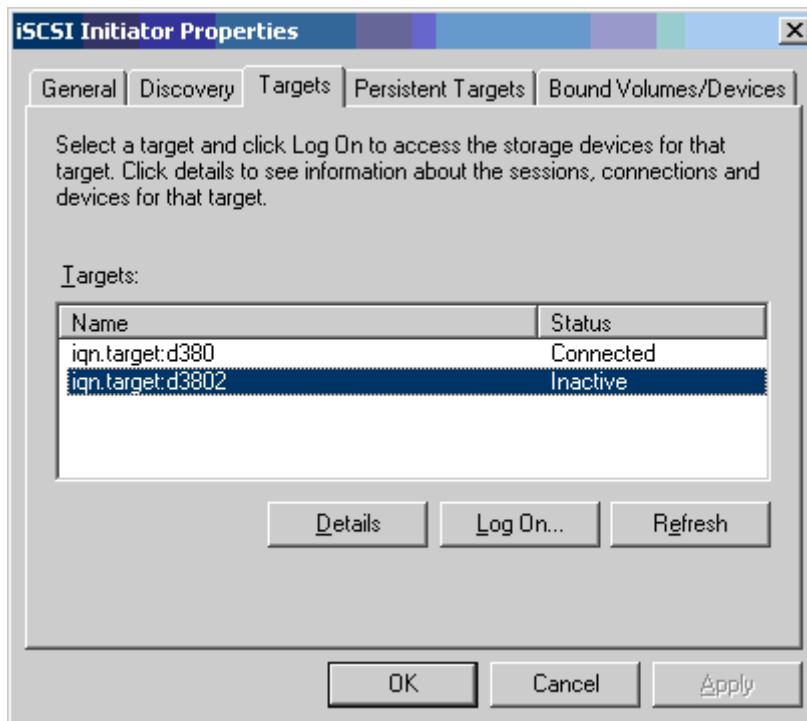 iSCSI Initiator Properties
General Discovery Targets Persistent Targets Bound Volumes/Devices
Select a target and click Log On to access the storage devices for that
target. Click details to see information about the sessions, connections and
devices for that target.
Targets:
Name Status
iqn.target:d380 Connected
iqn.target:d3802 Inactive
Details Log On... Refresh
OK Cancel Apply